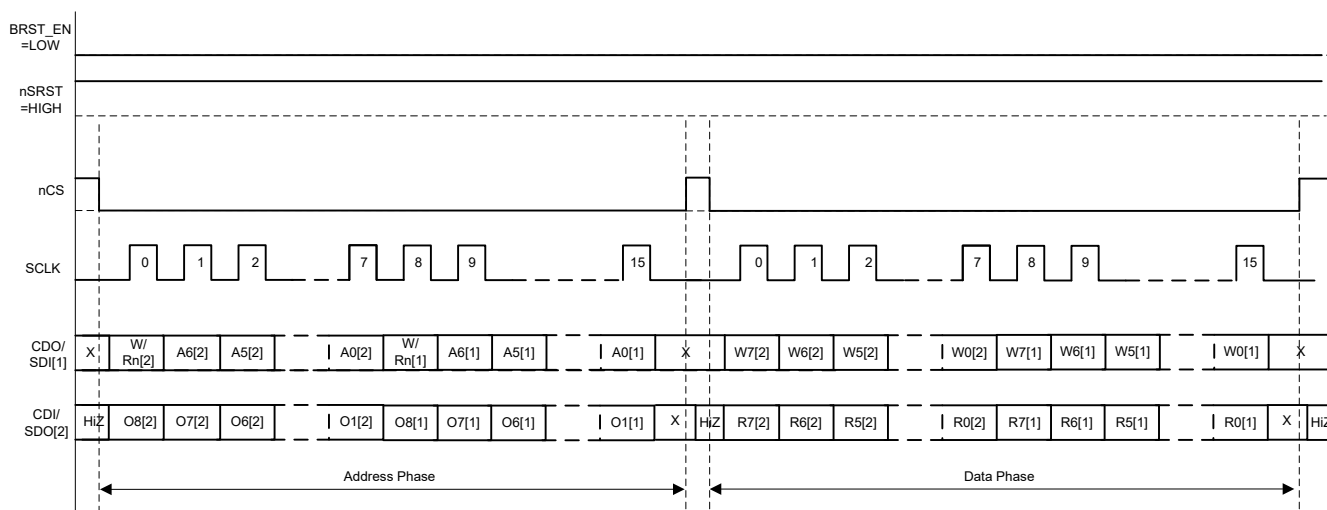 BRST_EN
=LOW
nSRST
=HIGH
nCS
SCLK
0 1 2 7 8 9 15 0 1 2 7 8 9 15
CDO/
SDI[1]
X W/
Rn[2] A6[2] A5[2] A0[2] W/
Rn[1] A6[1] A5[1] A0[1] X W7[2] W6[2] W5[2] W0[2] W7[1] W6[1] W5[1] W0[1] X
CDI/
SDO[2]
HiZ O8[2] O7[2] O6[2] O1[2] O8[1] O7[1] O6[1] O1[1] X HiZ R7[2] R6[2] R5[2] R0[2] R7[1] R6[1] R5[1] R0[1] X HiZ
Address Phase Data Phase